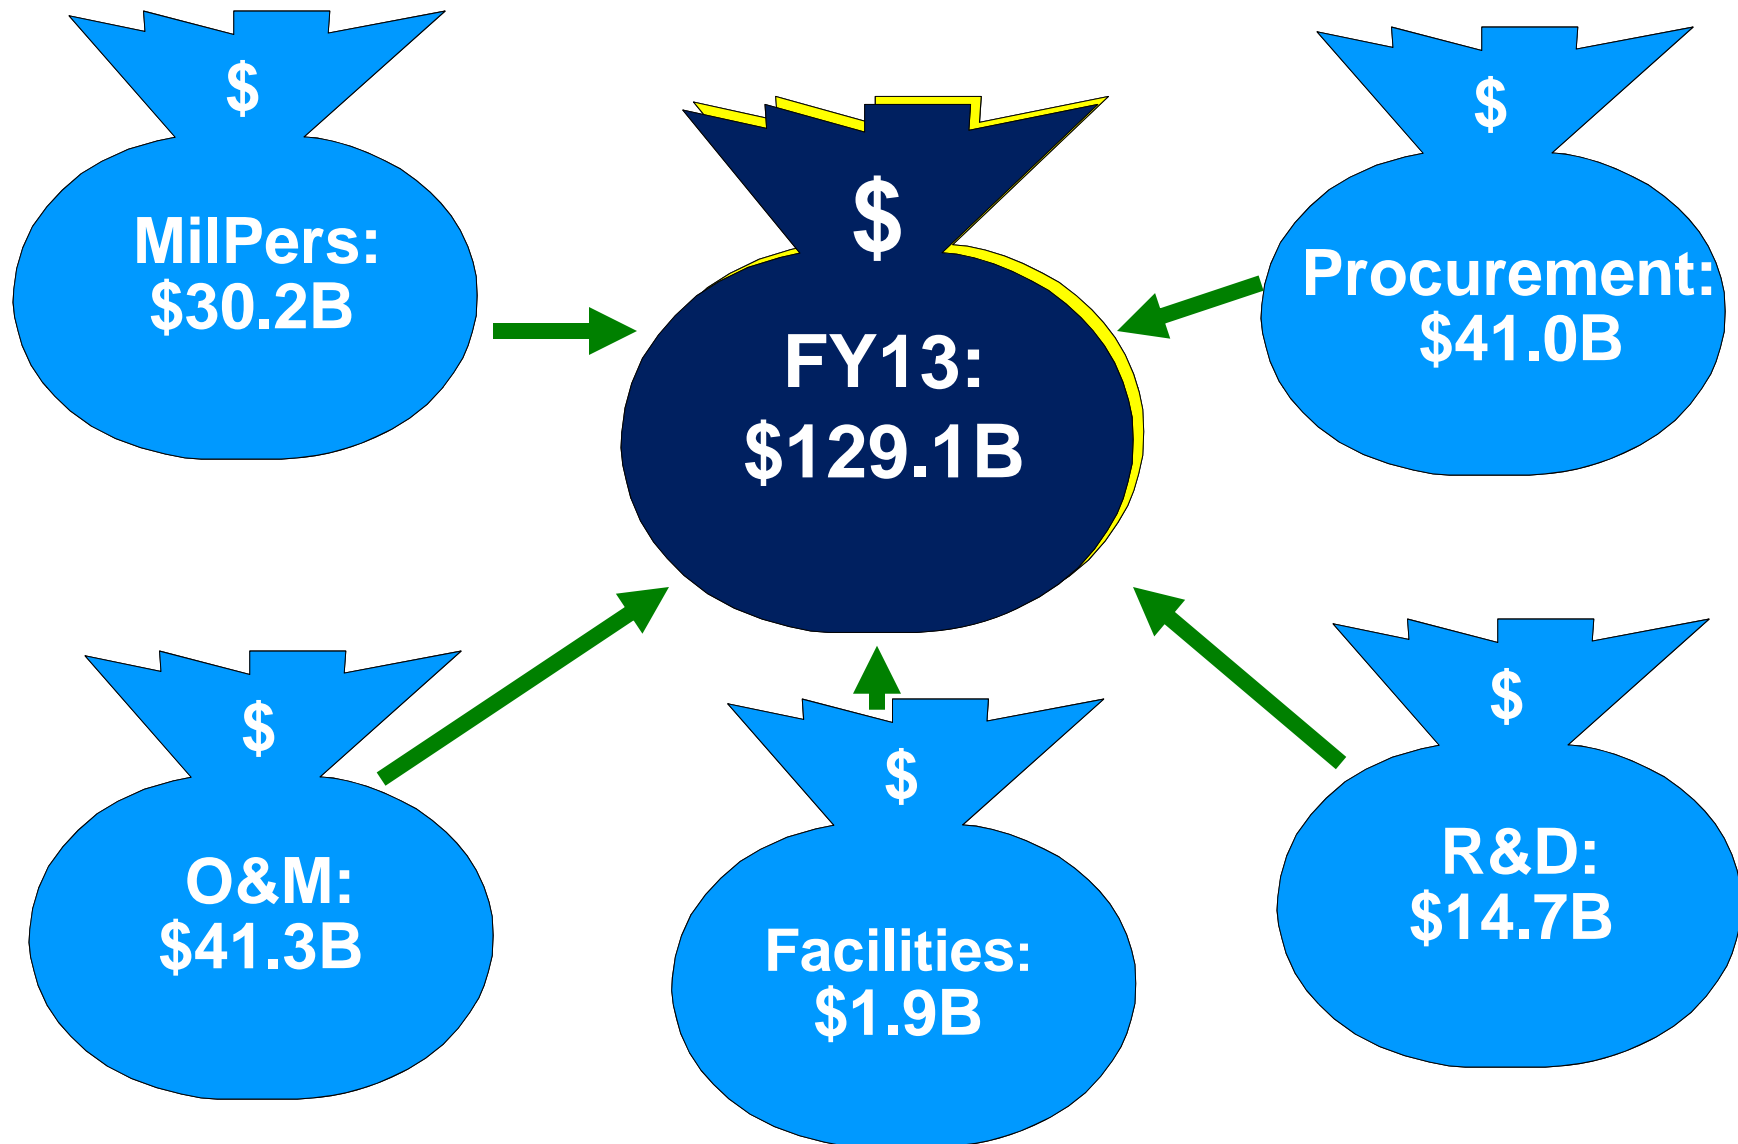 $
MilPers:
$30.2B
$
FY13:
$129.1B
$
Procurement:
$41.0B
$
O&M:
$41.3B
$
Facilities:
$1.9B
$
R&D:
$14.7B